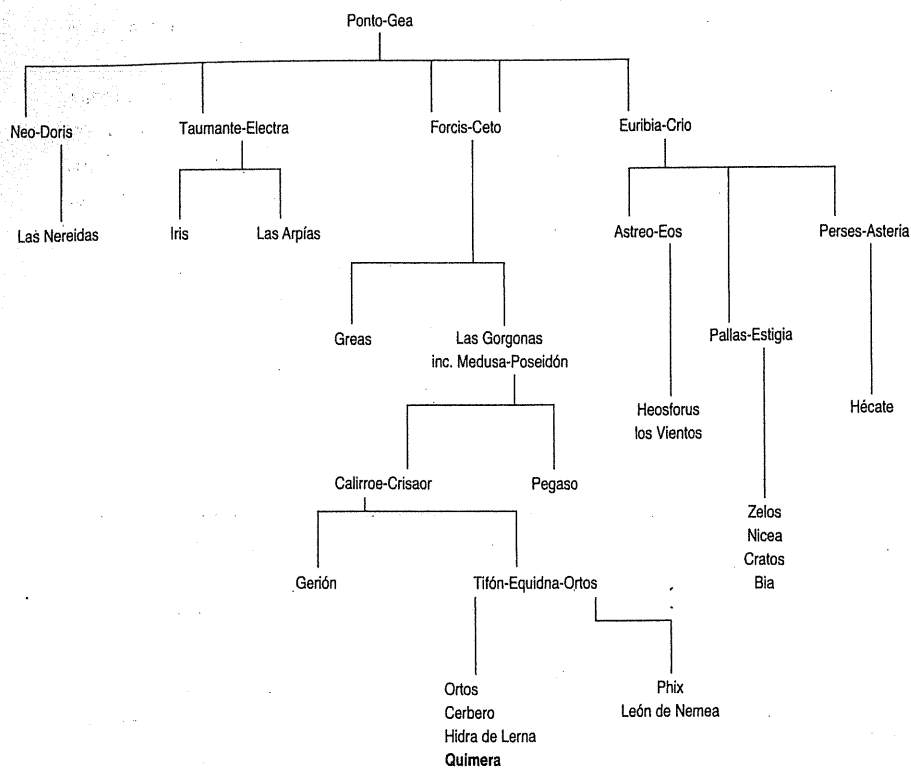 Ponto-Gea
Neo-Doris
Taumante-Electra
Forcis-Ceto
Euribia-Crio
Las Nereidas
Iris
Las Arpías
Astreo-Eos
Perses-Asteria
Greas
Las Gorgonas
inc. Medusa-Poseidón
Pallas-Estigia
Heosforus
los Vientos
Hécate
Calirroe-Crisaor
Pegaso
Zelos
Nicea
Cratos
Bia
Gerión
Tifón-Equidna-Ortos
Ortos
Cerbero
Hidra de Lerna
Quimera
Phix
León de Nemea